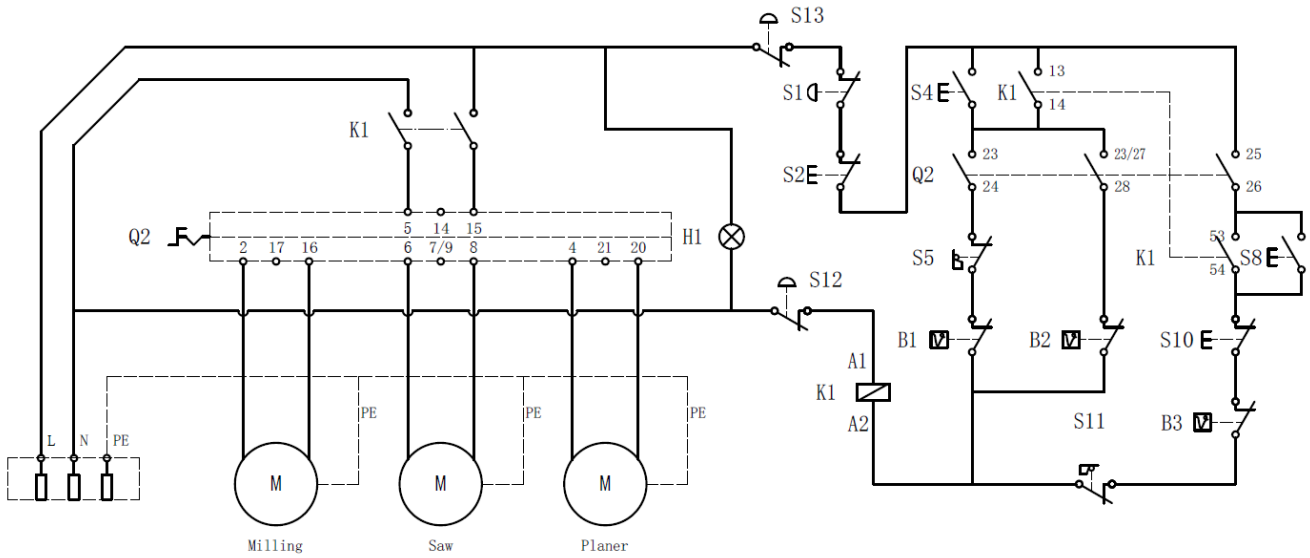 S13
S1
S4
K1
13
14
K1
S2
Q2
23
24
23/27
28
25
26
Q2
5
14
15
2
17
16
6
7/9
8
4
21
20
H1
S5
K1
53
54
S8
S12
B1
B2
S10
A1
K1
A2
PE
PE
PE
S11
B3
L
N
PE
M
M
M
Milling
Saw
Planer